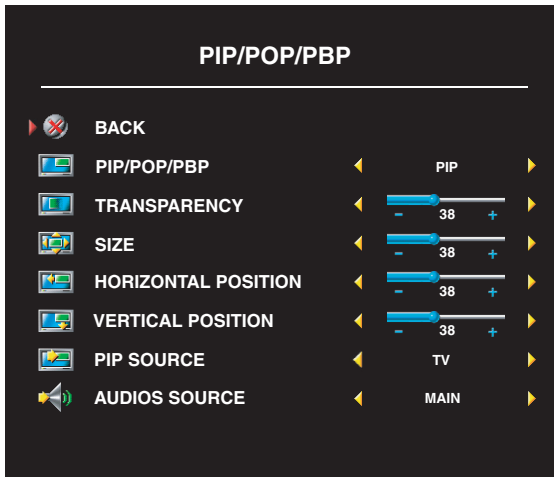 PIP/POP/PBP
BACK
PIP/POP/PBP PIP
TRANSPARENCY - 38 +
SIZE - 38 +
HORIZONTAL POSITION - 38 +
VERTICAL POSITION - 38 +
PIP SOURCE TV
AUDIOS SOURCE MAIN